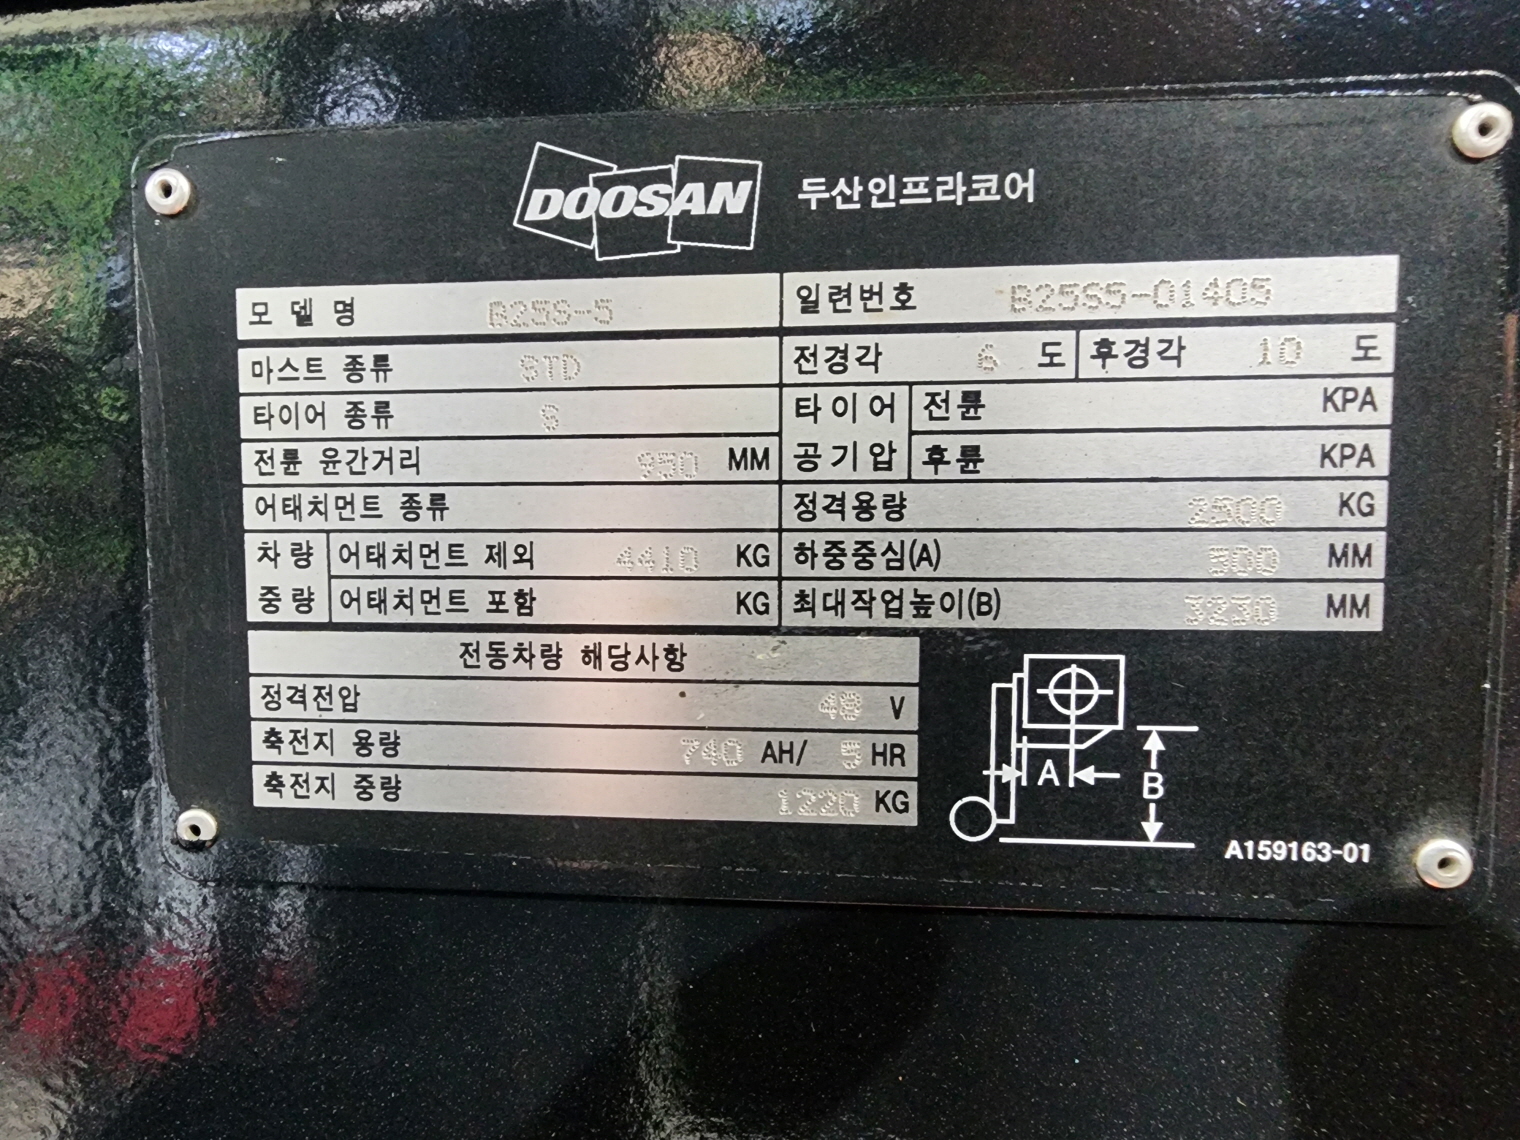 DOOSAN 두산인프라코어
모 델 명 B25S-5 일련번호 B25S5-01405
마스트 종류 STD 전경각 6 도 후경각 10 도
타이어 종류 S 타이어 공기압 전륜 KPA
전륜 윤간거리 950 MM 후륜 KPA
어태치먼트 종류 정격용량 2500 KG
차량 중량 어태치먼트 제외 4410 KG 하중중심(A) 500 MM
어태치먼트 포함 KG 최대작업높이(B) 3230 MM
전동차량 해당사항
정격전압 48 V
축전지 용량 740 AH/ 5 HR
축전지 중량 1220 KG
A B
A159163-01